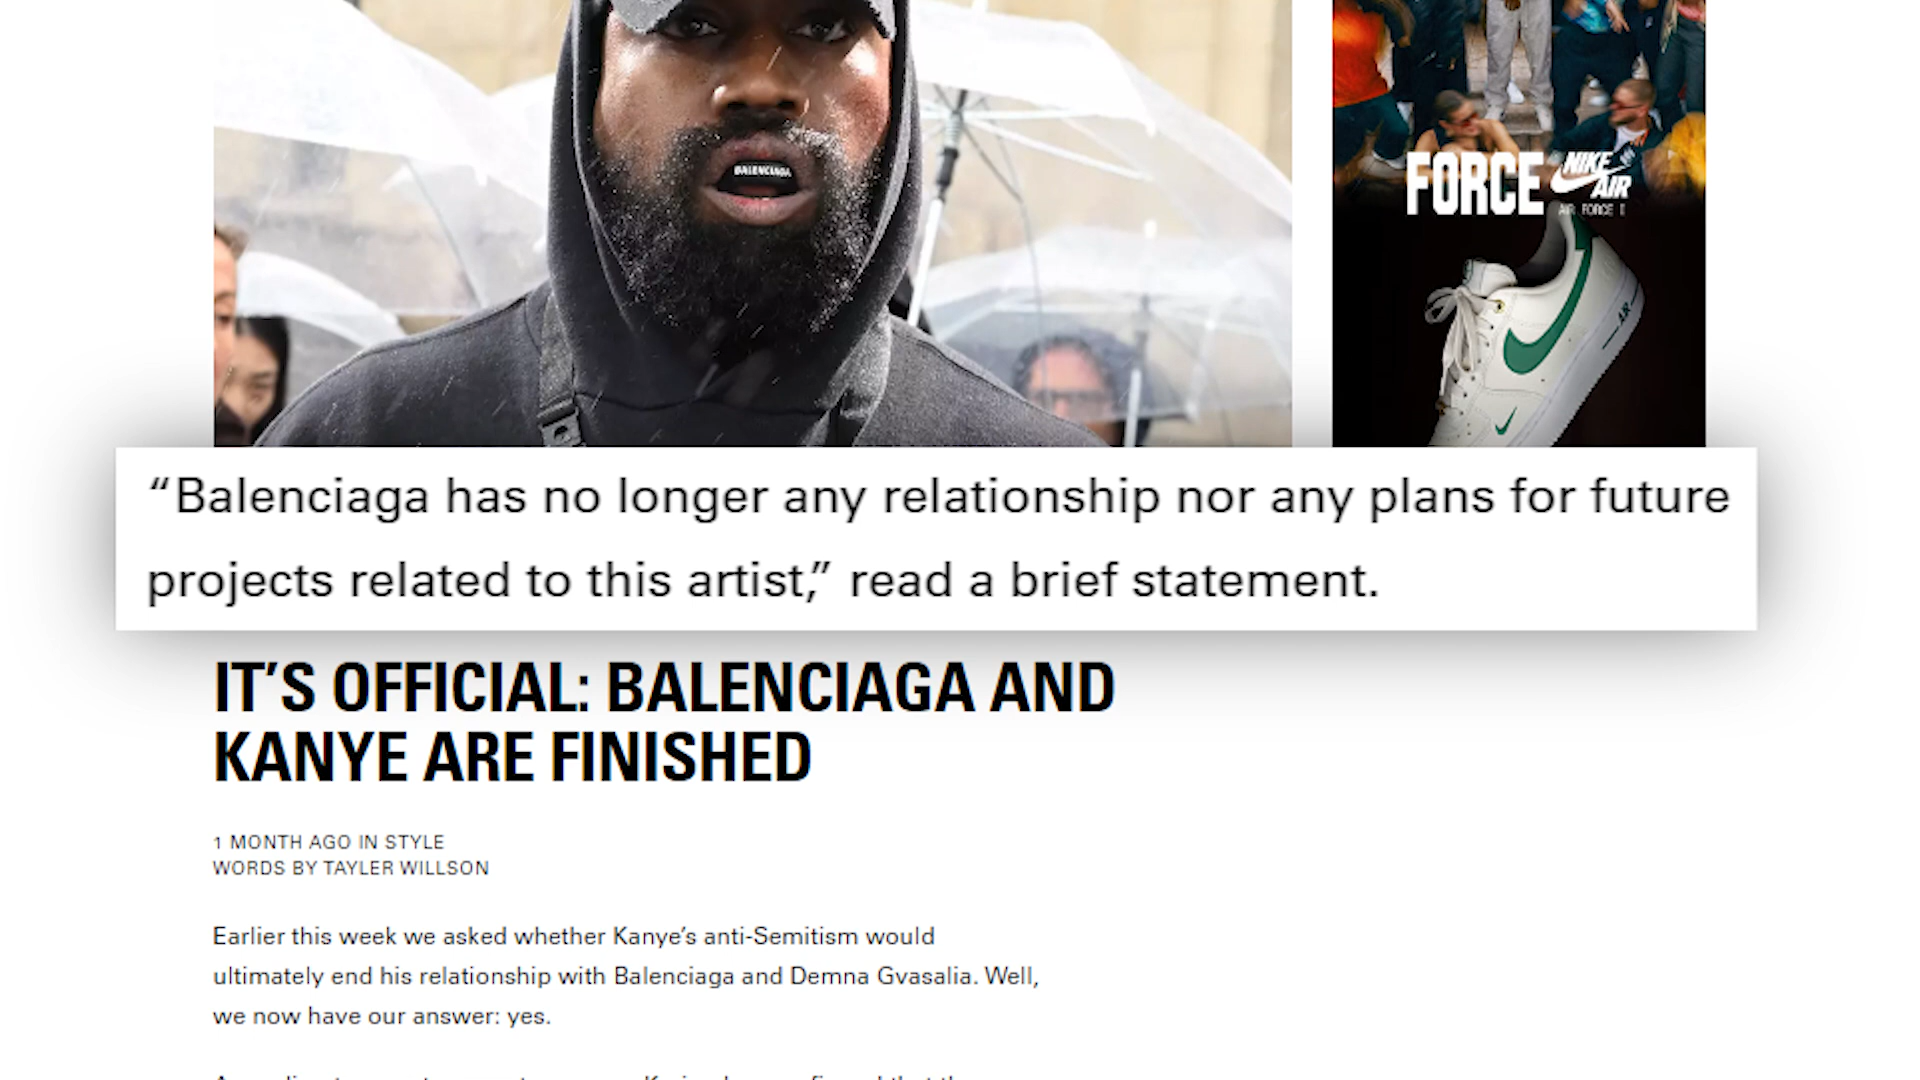 BALENCIAGA
FORCE
NIKE
AIR
AIR FORCE 1
AIR
“Balenciaga has no longer any relationship nor any plans for future
projects related to this artist,” read a brief statement.
IT’S OFFICIAL: BALENCIAGA AND
KANYE ARE FINISHED
1 MONTH AGO IN STYLE
WORDS BY TAYLER WILLSON
Earlier this week we asked whether Kanye’s anti-Semitism would
ultimately end his relationship with Balenciaga and Demna Gvasalia. Well,
we now have our answer: yes.